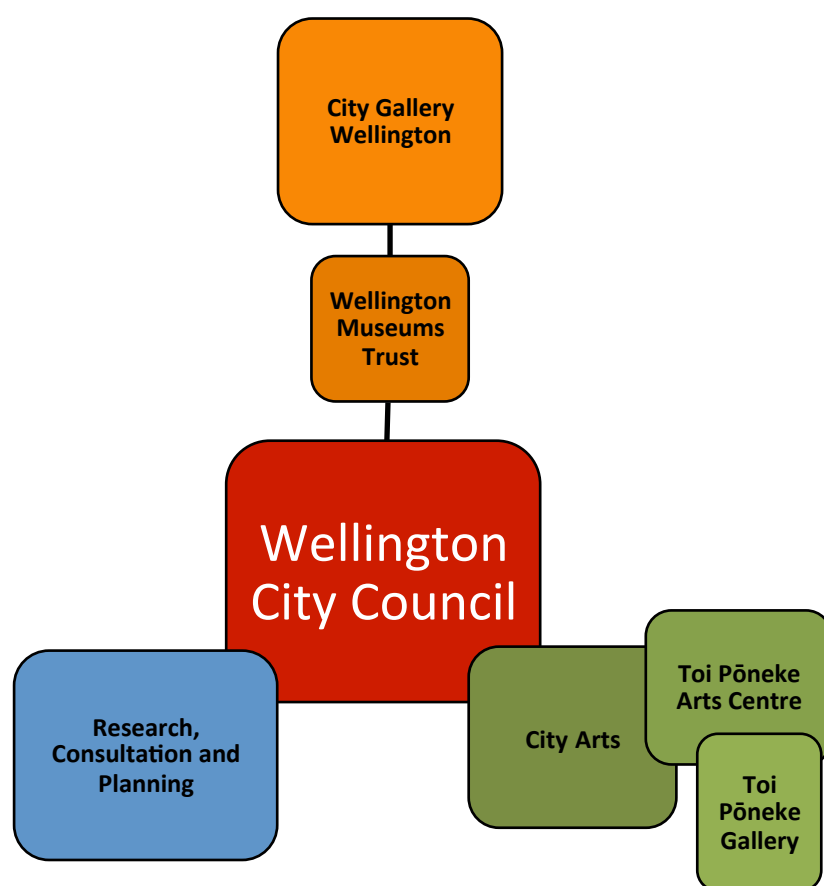 City Gallery
Wellington
Wellington
Museums
Trust
Wellington
City Council
Research,
Consultation and
Planning
City Arts
Toi Pōneke
Arts Centre
Toi
Pōneke
Gallery